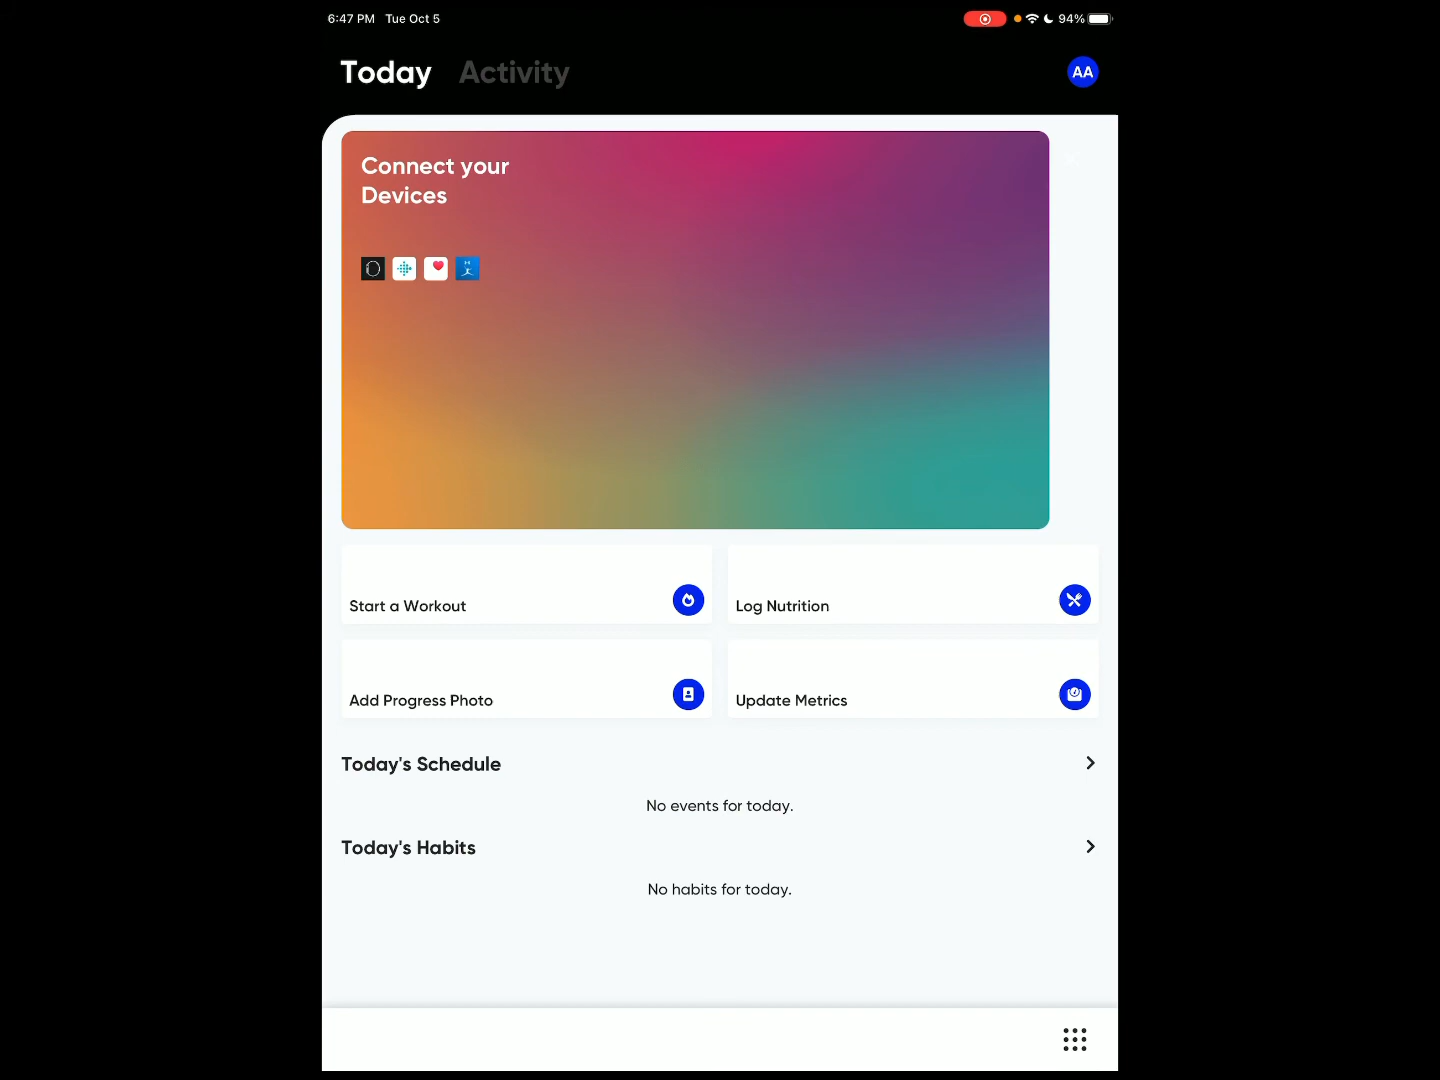 6:47 PM Tue Oct 5
94%
Today Activity
AA
Connect your
Devices
Start a Workout
Log Nutrition
Add Progress Photo
Update Metrics
Today's Schedule
No events for today.
Today's Habits
No habits for today.